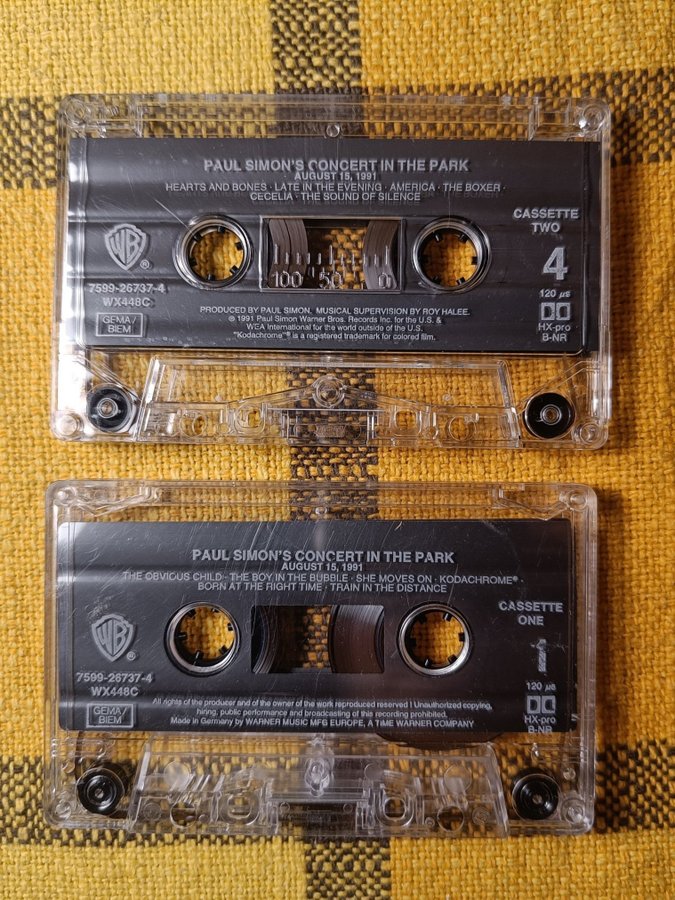 PAUL SIMON'S CONCERT IN THE PARK
AUGUST 15, 1991
HEARTS AND BONES · LATE IN THE EVENING · AMERICA · THE BOXER ·
CECELIA · THE SOUND OF SILENCE
CASSETTE
TWO
4
WB
®
7599-26737-4
WX448C
GEMA/
BIEM
100 50 0
120 µs
HX-pro
B-NR
PRODUCED BY PAUL SIMON. MUSICAL SUPERVISION BY ROY HALEE.
℗ 1991 Paul Simon Warner Bros. Records Inc. for the U.S. &
WEA International for the world outside of the U.S.
"Kodachrome"® is a registered trademark for colored film.
PAUL SIMON'S CONCERT IN THE PARK
AUGUST 15, 1991
THE OBVIOUS CHILD · THE BOY IN THE BUBBLE · SHE MOVES ON · KODACHROME® ·
BORN AT THE RIGHT TIME · TRAIN IN THE DISTANCE
CASSETTE
ONE
1
WB
®
7599-26737-4
WX448C
GEMA/
BIEM
120 µs
HX-pro
B-NR
All rights of the producer and of the owner of the work reproduced reserved ! Unauthorized copying,
hiring, public performance and broadcasting of this recording prohibited.
Made in Germany by WARNER MUSIC MFG EUROPE, A TIME WARNER COMPANY